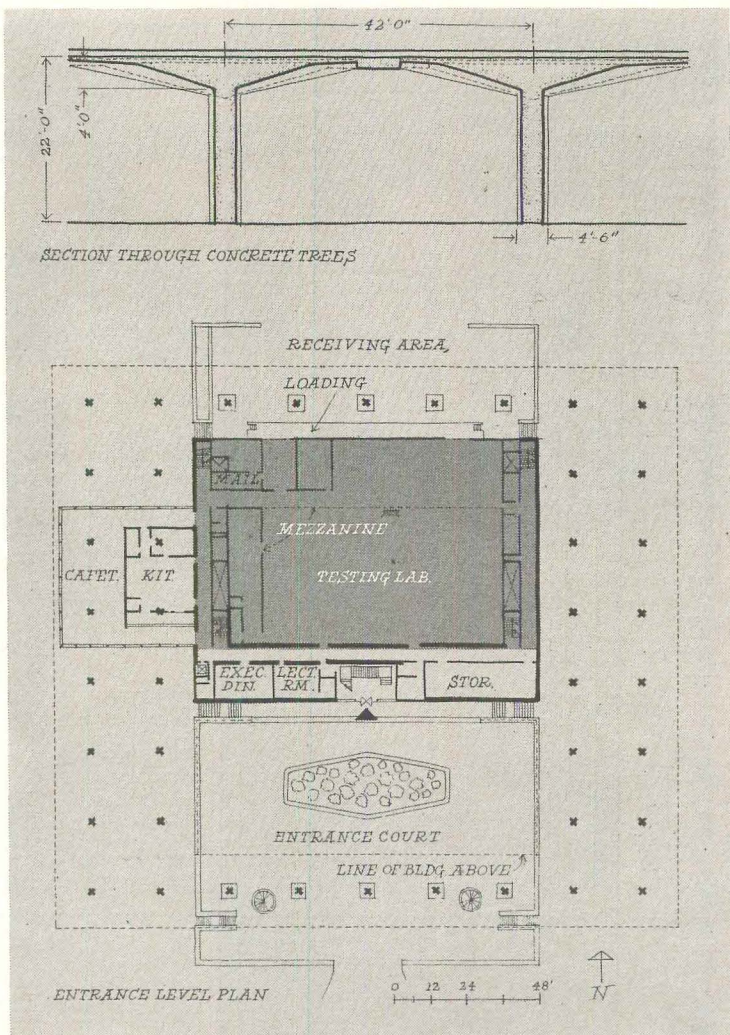 42'0"
22'-0"
4'0"
4'-6"
SECTION THROUGH CONCRETE TREES
RECEIVING AREA
LOADING
MAIL
MEZZANINE
CAFET.
KIT
TESTING LAB.
EXEC.
DIN.
LECT.
RM.
STOR.
ENTRANCE COURT
LINE OF BLDG ABOVE
ENTRANCE LEVEL PLAN
0 12 24 48'
N